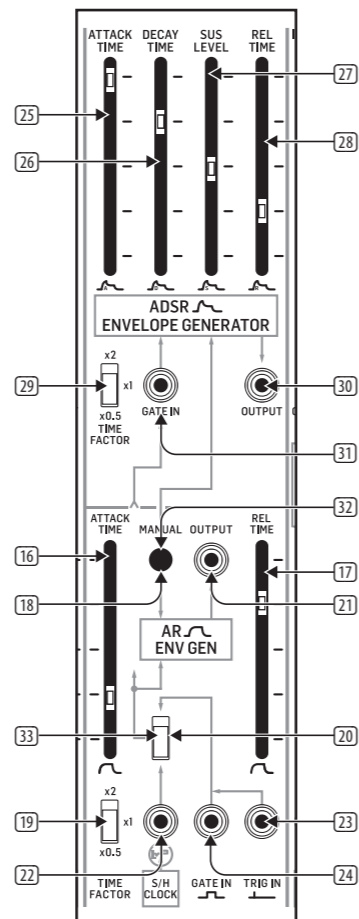 ATTACK TIME
DECAY TIME
SUS LEVEL
REL TIME
27
25
26
28
A
D
S
R
ADSR
ENVELOPE GENERATOR
x2
x1
x0.5
TIME FACTOR
29
GATE IN
OUTPUT
30
31
32
ATTACK TIME
MANUAL
OUTPUT
REL TIME
16
17
18
21
AR
ENV GEN
33
20
x2
x1
x0.5
TIME FACTOR
19
22
S/H CLOCK
GATE IN
TRIG IN
23
24